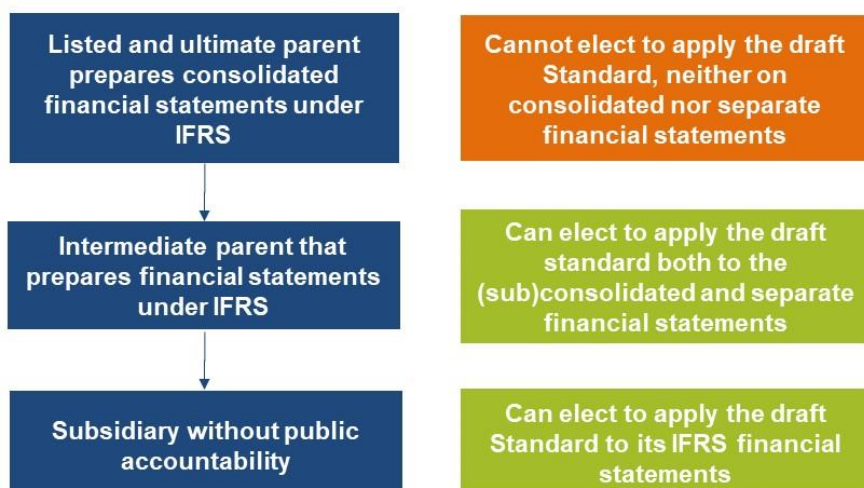 Listed and ultimate parent
prepares consolidated
financial statements under
IFRS
Cannot elect to apply the draft
Standard, neither on
consolidated nor separate
financial statements
Intermediate parent that
prepares financial statements
under IFRS
Can elect to apply the draft
standard both to the
(sub)consolidated and separate
financial statements
Subsidiary without public
accountability
Can elect to apply the draft
Standard to its IFRS financial
statements